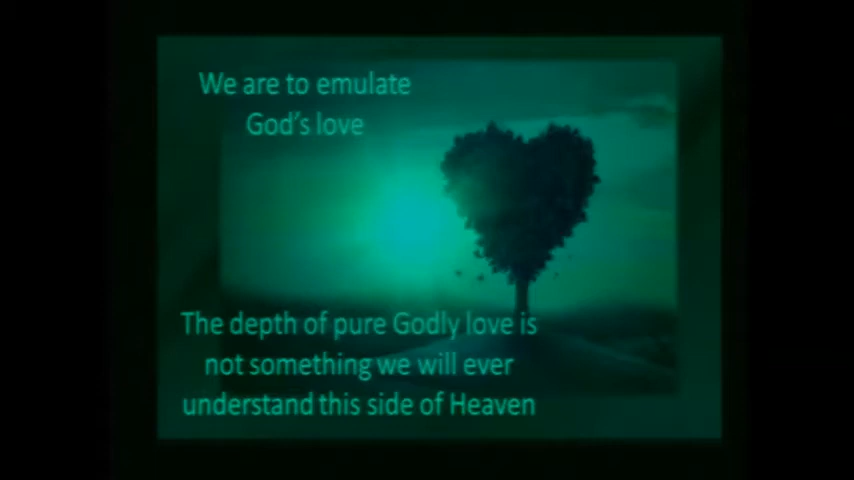 We are to emulate
God's love
The depth of pure Godly love is
not something we will ever
understand this side of Heaven